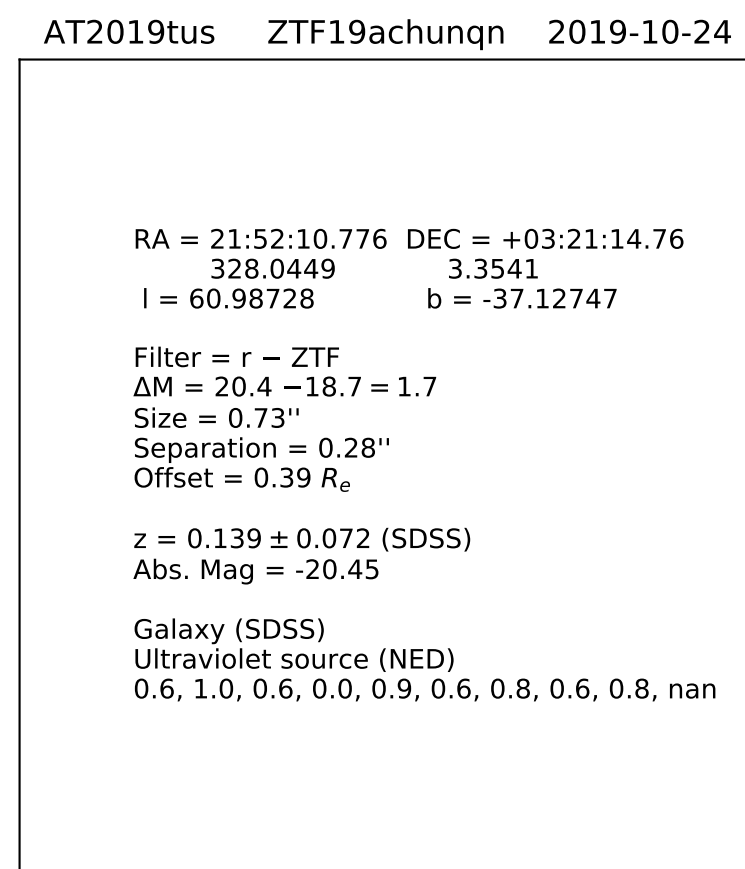 AT2019tus ZTF19achunqn 2019-10-24
RA = 21:52:10.776 DEC = +03:21:14.76
328.0449 3.3541
l = 60.98728 b = -37.12747
Filter = r − ZTF
ΔM = 20.4 −18.7 = 1.7
Size = 0.73''
Separation = 0.28''
Offset = 0.39 Re
z = 0.139 ± 0.072 (SDSS)
Abs. Mag = -20.45
Galaxy (SDSS)
Ultraviolet source (NED)
0.6, 1.0, 0.6, 0.0, 0.9, 0.6, 0.8, 0.6, 0.8, nan